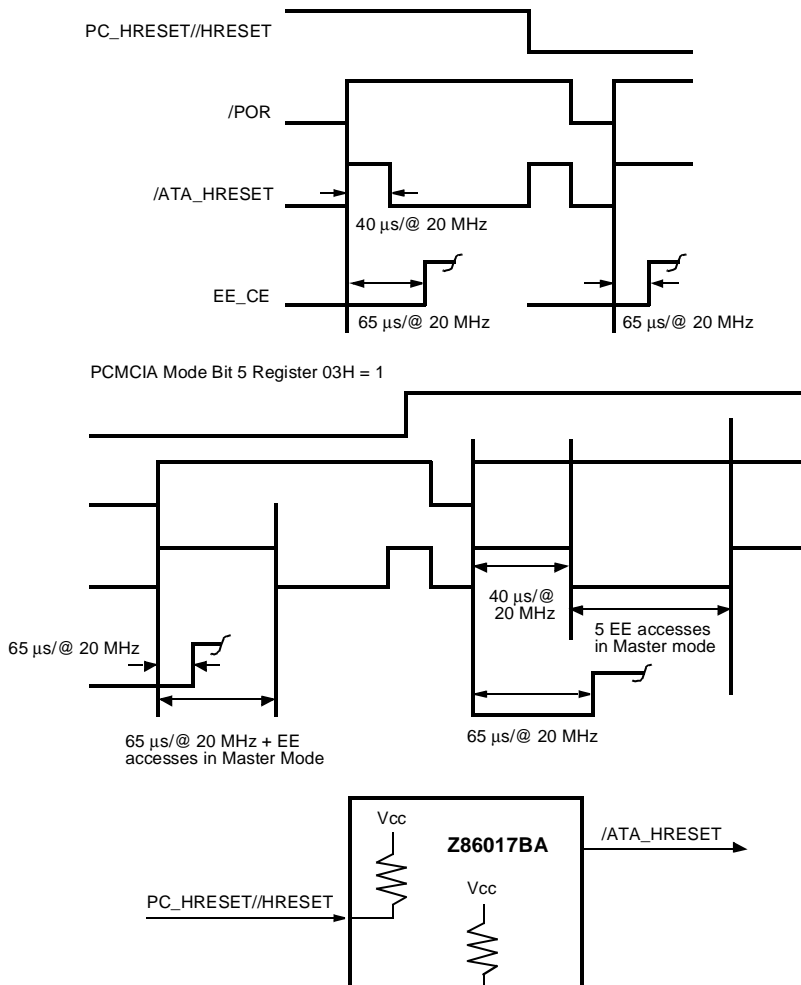 PC_HRESET//HRESET
/POR
/ATA_HRESET
40 μs/@ 20 MHz
EE_CE
65 μs/@ 20 MHz
65 μs/@ 20 MHz
PCMCIA Mode Bit 5 Register 03H = 1
40 μs/@
20 MHz
5 EE accesses
in Master mode
65 μs/@ 20 MHz
65 μs/@ 20 MHz
65 μs/@ 20 MHz + EE
accesses in Master Mode
Vcc
Z86017BA
/ATA_HRESET
Vcc
PC_HRESET//HRESET